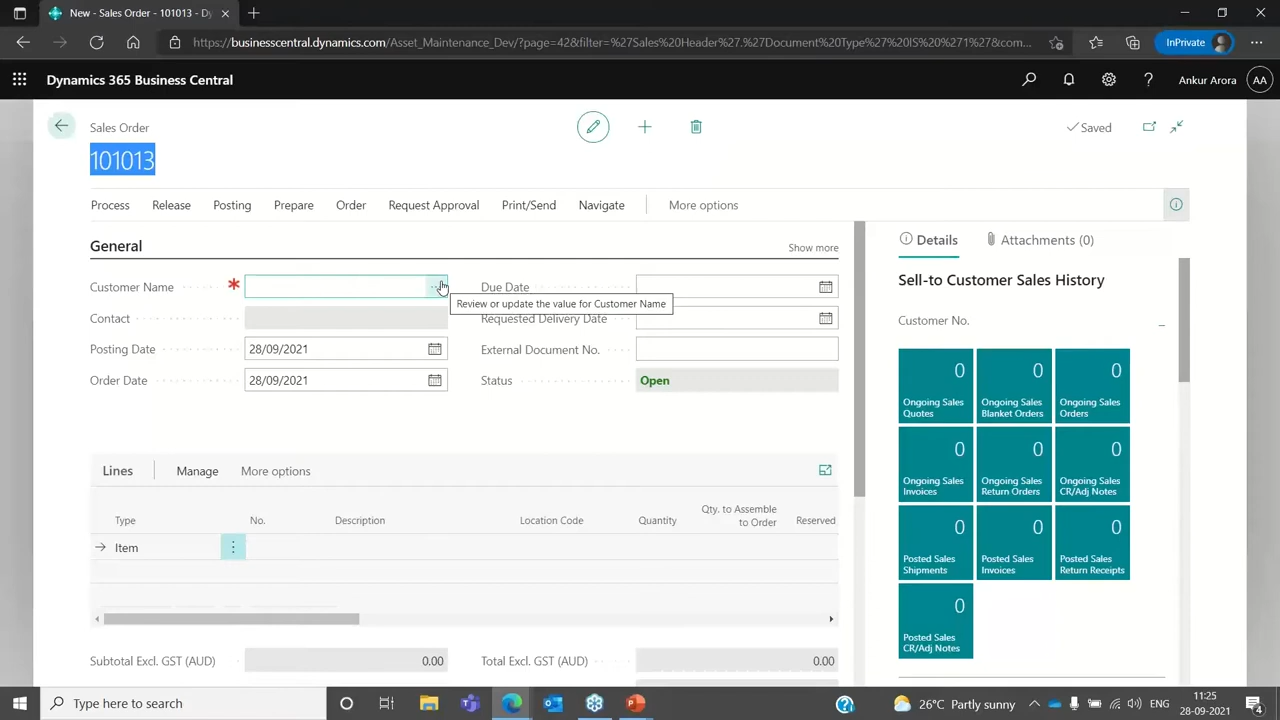 New - Sales Order - 101013 - Dy
https://businesscentral.dynamics.com/Asset_Maintenance_Dev/?page=42&filter=%27Sales%20Header%27.%27Document%20Type%27%20IS%20%271%27&com...
InPrivate
Dynamics 365 Business Central
Ankur Arora
AA
Sales Order
Saved
101013
Process
Release
Posting
Prepare
Order
Request Approval
Print/Send
Navigate
More options
General
Show more
Details
Attachments (0)
Customer Name
*
Due Date
Review or update the value for Customer Name
Sell-to Customer Sales History
Contact
Requested Delivery Date
Customer No.
Posting Date
28/09/2021
External Document No.
Order Date
28/09/2021
Status
Open
0
Ongoing Sales
Quotes
0
Ongoing Sales
Blanket Orders
0
Ongoing Sales
Orders
0
Ongoing Sales
Invoices
0
Ongoing Sales
Return Orders
0
Ongoing Sales
CR/Adj Notes
0
Posted Sales
Shipments
0
Posted Sales
Invoices
0
Posted Sales
Return Receipts
0
Posted Sales
CR/Adj Notes
Lines
Manage
More options
Type
No.
Description
Location Code
Quantity
Qty. to Assemble
to Order
Reserved
Item
Subtotal Excl. GST (AUD)
0.00
Total Excl. GST (AUD)
0.00
Type here to search
26°C Partly sunny
ENG
11:25
28-09-2021
4